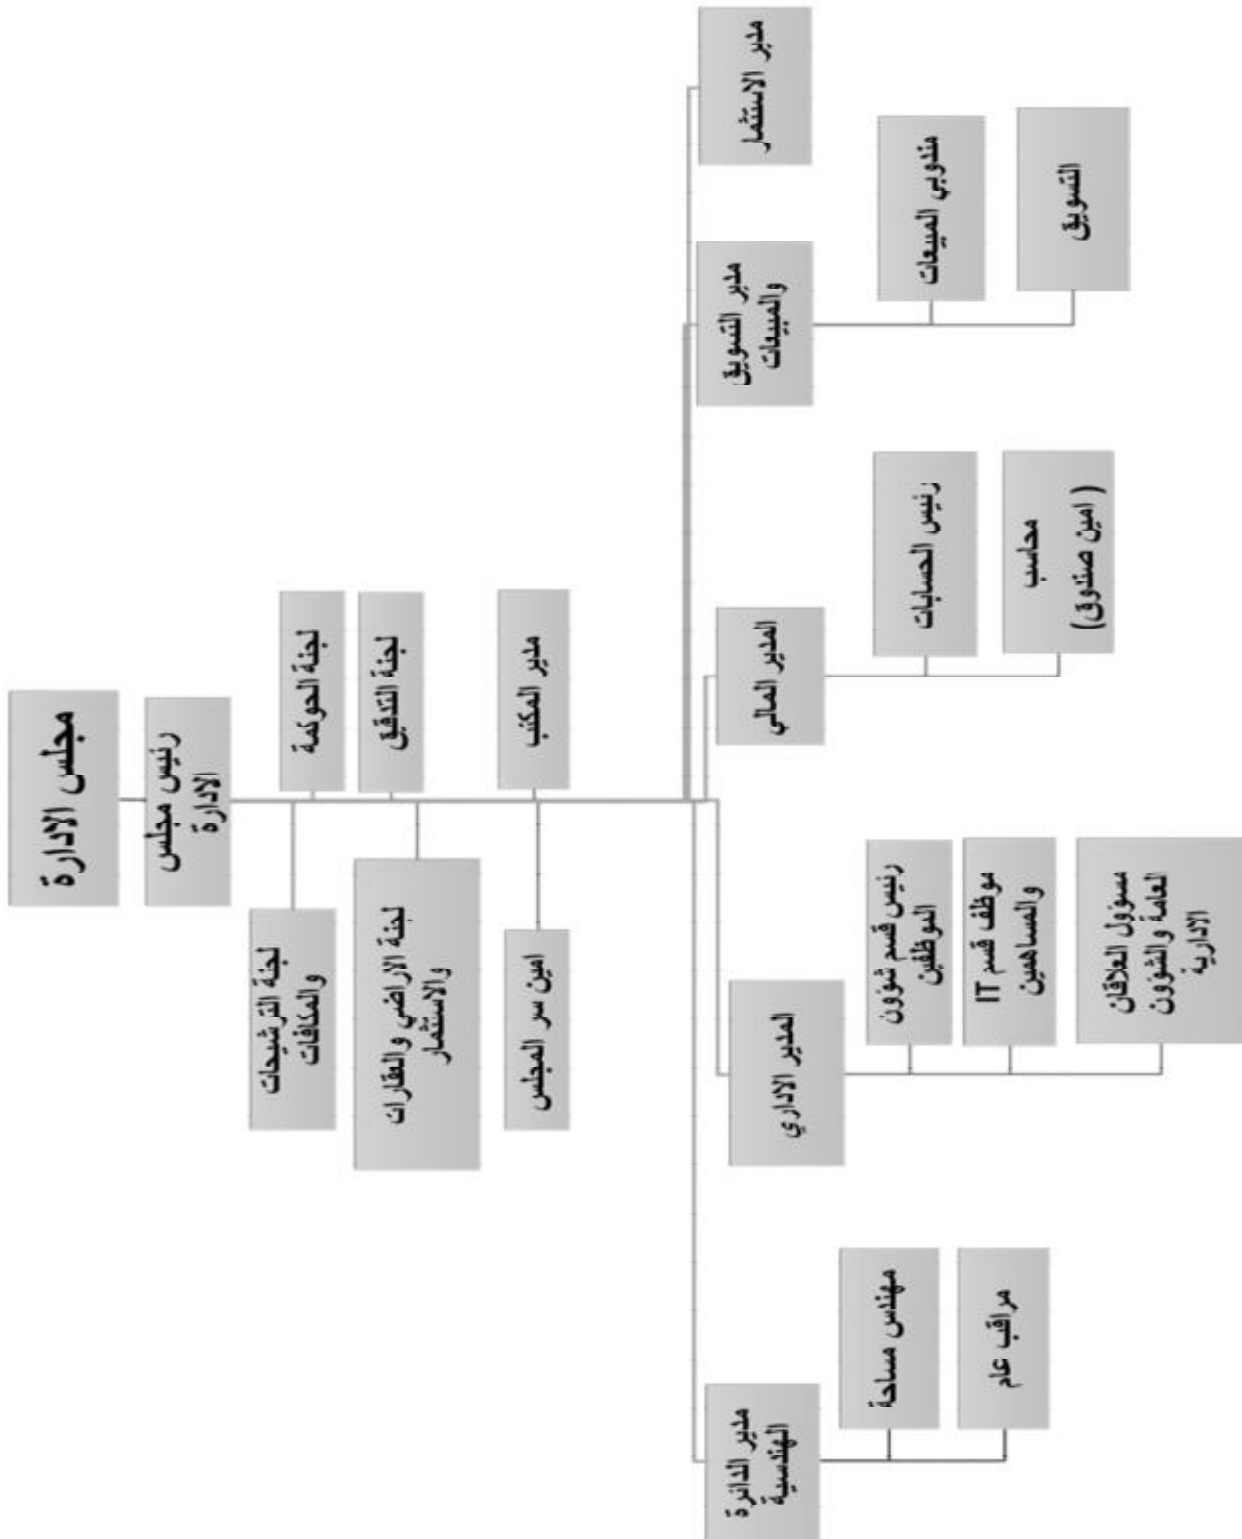 مجلس الادارة
رئيس مجلس
الادارة
لجنة الحوكمة
لجنة الترشيحات
والمكافات
لجنة التدقيق
لجنة الاراضي والعقارات
والاستثمار
مدير المكتب
امين سر المجلس
مدير الاستثمار
مدير التسويق
والمبيعات
مندوبي المبيعات
التسويق
المدير المالي
رئيس الحسابات
محاسب
( امين صندوق)
المدير الاداري
رئيس قسم شؤون
الموظفين
موظف قسم IT
والمساهمين
مسؤول العلاقان
العامة والشؤون
الادارية
مدير الدائرة
الهندسية
مهندس مساحة
مراقب عام